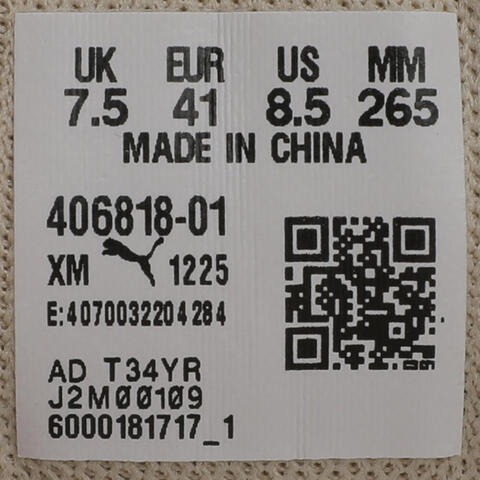 UK EUR US MM
7.5 41 8.5 265
MADE IN CHINA
406818-01
XM 1225
E:4070032204284
AD T34YR
J2M00109
6000181717_1